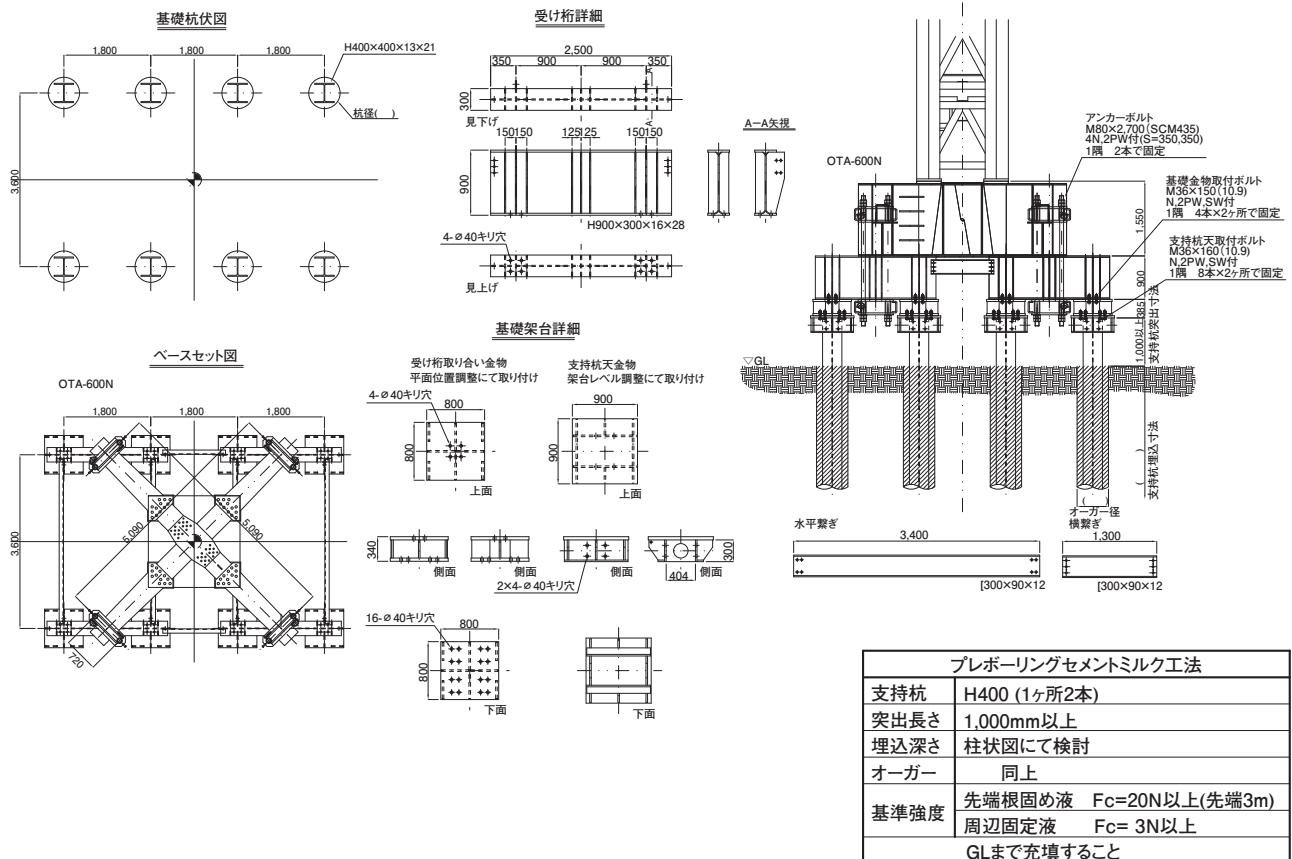 基礎杭伏図
1,800
1,800
1,800
H400×400×13×21
杭径( )
3,600
受け桁詳細
2,500
350
900
900
350
A
300
A'
見下げ
150150
125125
150150
A−A矢視
900
H900×300×16×28
4-⌀40キリ穴
見上げ
アンカーボルト
M80×2,700(SCM435)
4N,2PW付(S=350,350)
1隅 2本で固定
OTA-600N
基礎金物取付ボルト
M36×150(10.9)
N,2PW,SW付
1隅 4本×2ヶ所で固定
支持杭天取付ボルト
M36×160(10.9)
N,2PW,SW付
1隅 8本×2ヶ所で固定
1,550
900
385
1,000以上
支持杭突出寸法
▽GL
( )
支持杭埋込寸法
( )
オーガー径
ベースセット図
OTA-600N
1,800
1,800
1,800
3,600
5,090
5,090
720
基礎架台詳細
受け桁取り合い金物
平面位置調整にて取り付け
4-⌀40キリ穴
800
800
上面
支持杭天金物
架台レベル調整にて取り付け
900
900
上面
340
側面
側面
側面
404
300
側面
2×4-⌀40キリ穴
16-⌀40キリ穴
800
800
下面
下面
水平繋ぎ
3,400
[300×90×12
横繋ぎ
1,300
[300×90×12
プレボーリングセメントミルク工法
支持杭 H400 (1ヶ所2本)
突出長さ 1,000mm以上
埋込深さ 柱状図にて検討
オーガー 同上
基準強度 先端根固め液 Fc=20N以上(先端3m)
周辺固定液 Fc= 3N以上
GLまで充填すること